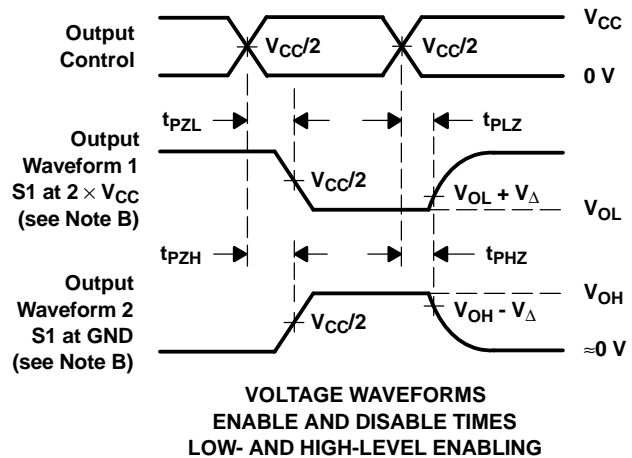 Output
Control
V_CC/2
V_CC/2
V_CC
0 V
t_PZL
t_PLZ
Output
Waveform 1
S1 at 2 × V_CC
(see Note B)
V_CC/2
V_OL + V_Δ
V_OL
t_PZH
t_PHZ
Output
Waveform 2
S1 at GND
(see Note B)
V_CC/2
V_OH - V_Δ
V_OH
≈0 V
VOLTAGE WAVEFORMS
ENABLE AND DISABLE TIMES
LOW- AND HIGH-LEVEL ENABLING